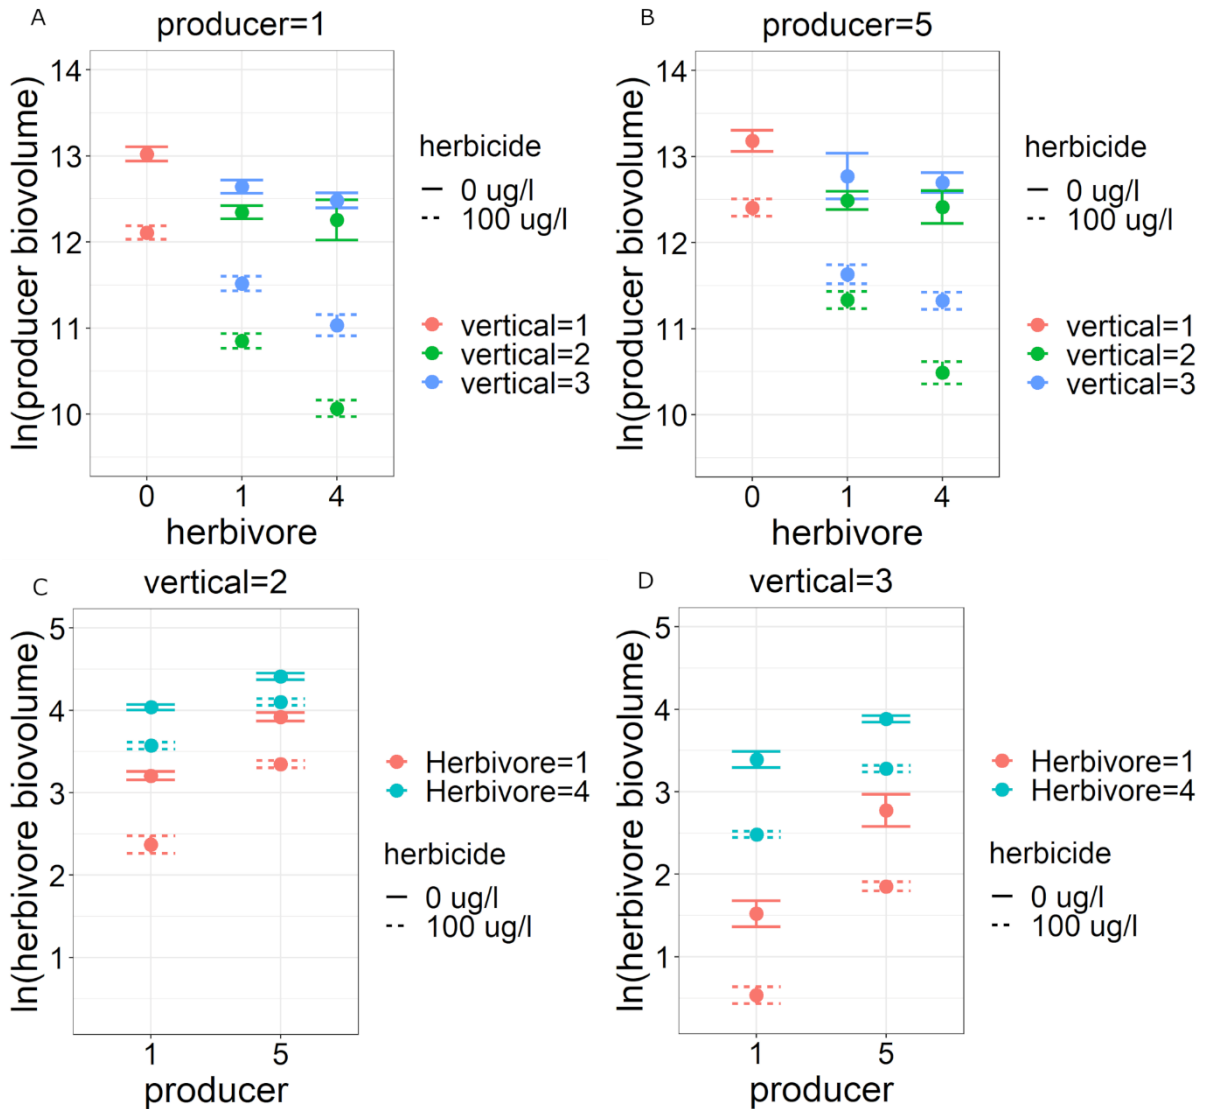 A
producer=1
ln(producer biovolume)
14
13
12
11
10
0
1
4
herbivore
herbicide
0 ug/l
100 ug/l
vertical=1
vertical=2
vertical=3
B
producer=5
ln(producer biovolume)
14
13
12
11
10
0
1
4
herbivore
herbicide
0 ug/l
100 ug/l
vertical=1
vertical=2
vertical=3
C
vertical=2
ln(herbivore biovolume)
5
4
3
2
1
1
5
producer
Herbivore=1
Herbivore=4
herbicide
0 ug/l
100 ug/l
D
vertical=3
ln(herbivore biovolume)
5
4
3
2
1
1
5
producer
Herbivore=1
Herbivore=4
herbicide
0 ug/l
100 ug/l